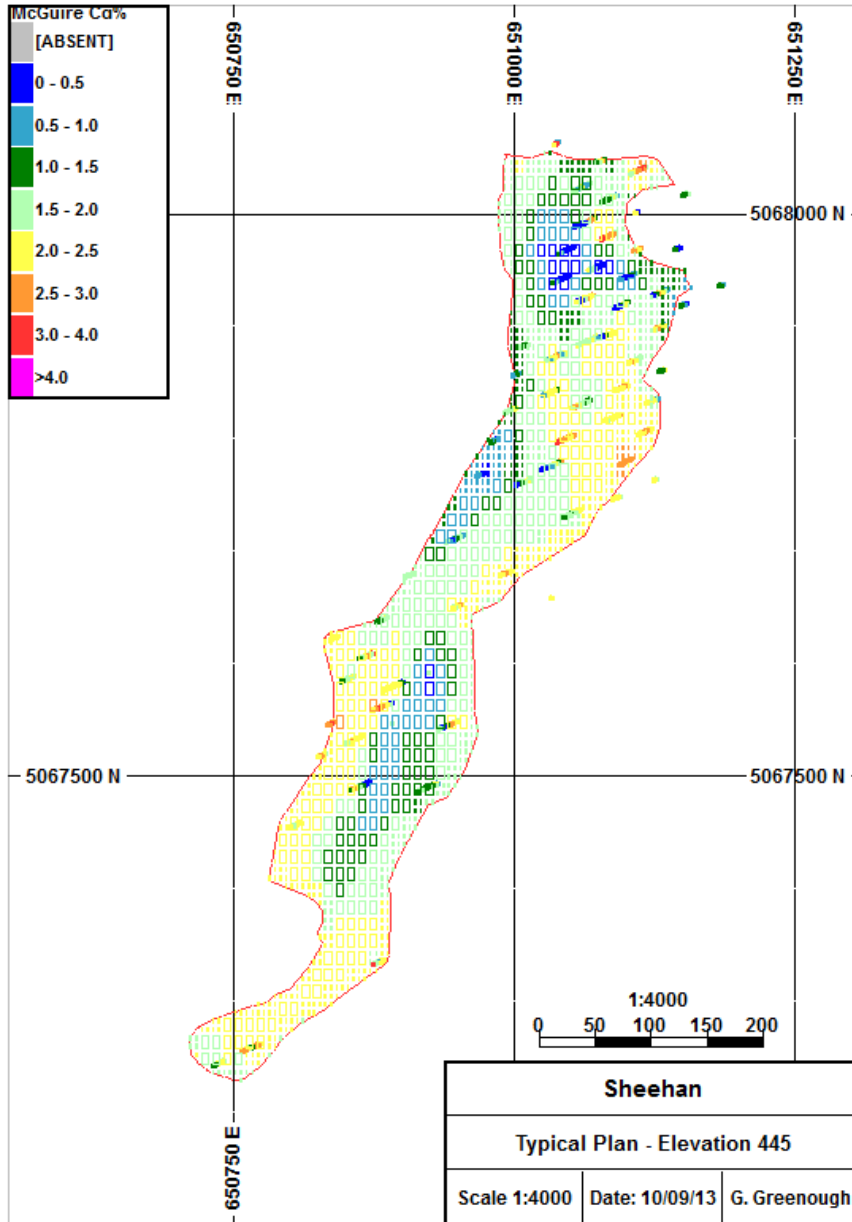 McGuire Ca%
[ABSENT]
0 - 0.5
0.5 - 1.0
1.0 - 1.5
1.5 - 2.0
2.0 - 2.5
2.5 - 3.0
3.0 - 4.0
>4.0
650750 E
651000 E
651250 E
5068000 N
5067500 N
5067500 N
1:4000
0 50 100 150 200
650750 E
Sheehan
Typical Plan - Elevation 445
Scale 1:4000 Date: 10/09/13 G. Greenough